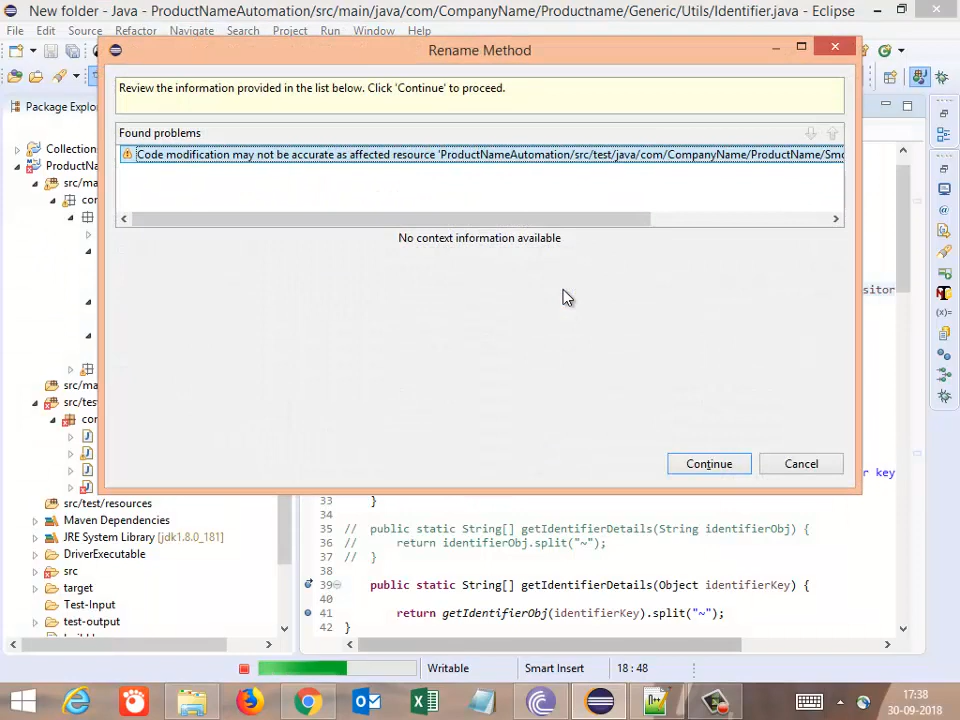 New folder - Java - ProductNameAutomation/src/main/java/com/CompanyName/Productname/Generic/Utils/Identifier.java - Eclipse
File Edit Source Refactor Navigate Search Project Run Window Help
Rename Method
Review the information provided in the list below. Click 'Continue' to proceed.
Found problems
Code modification may not be accurate as affected resource 'ProductNameAutomation/src/test/java/com/CompanyName/ProductName/Smo
No context information available
Continue Cancel
Package Explo
Collection
ProductNa
src/ma
con
src/ma
src/tes
con
src/test/resources
Maven Dependencies
JRE System Library [jdk1.8.0_181]
DriverExecutable
src
target
Test-Input
test-output
sitor
r key
33 }
34
35 // public static String[] getIdentifierDetails(String identifierObj) {
36 // return identifierObj.split("~");
37 // }
38
39 public static String[] getIdentifierDetails(Object identifierKey) {
40
41 return getIdentifierObj(identifierKey).split("~");
42 }
Writable Smart Insert 18 : 48
17:38
30-09-2018